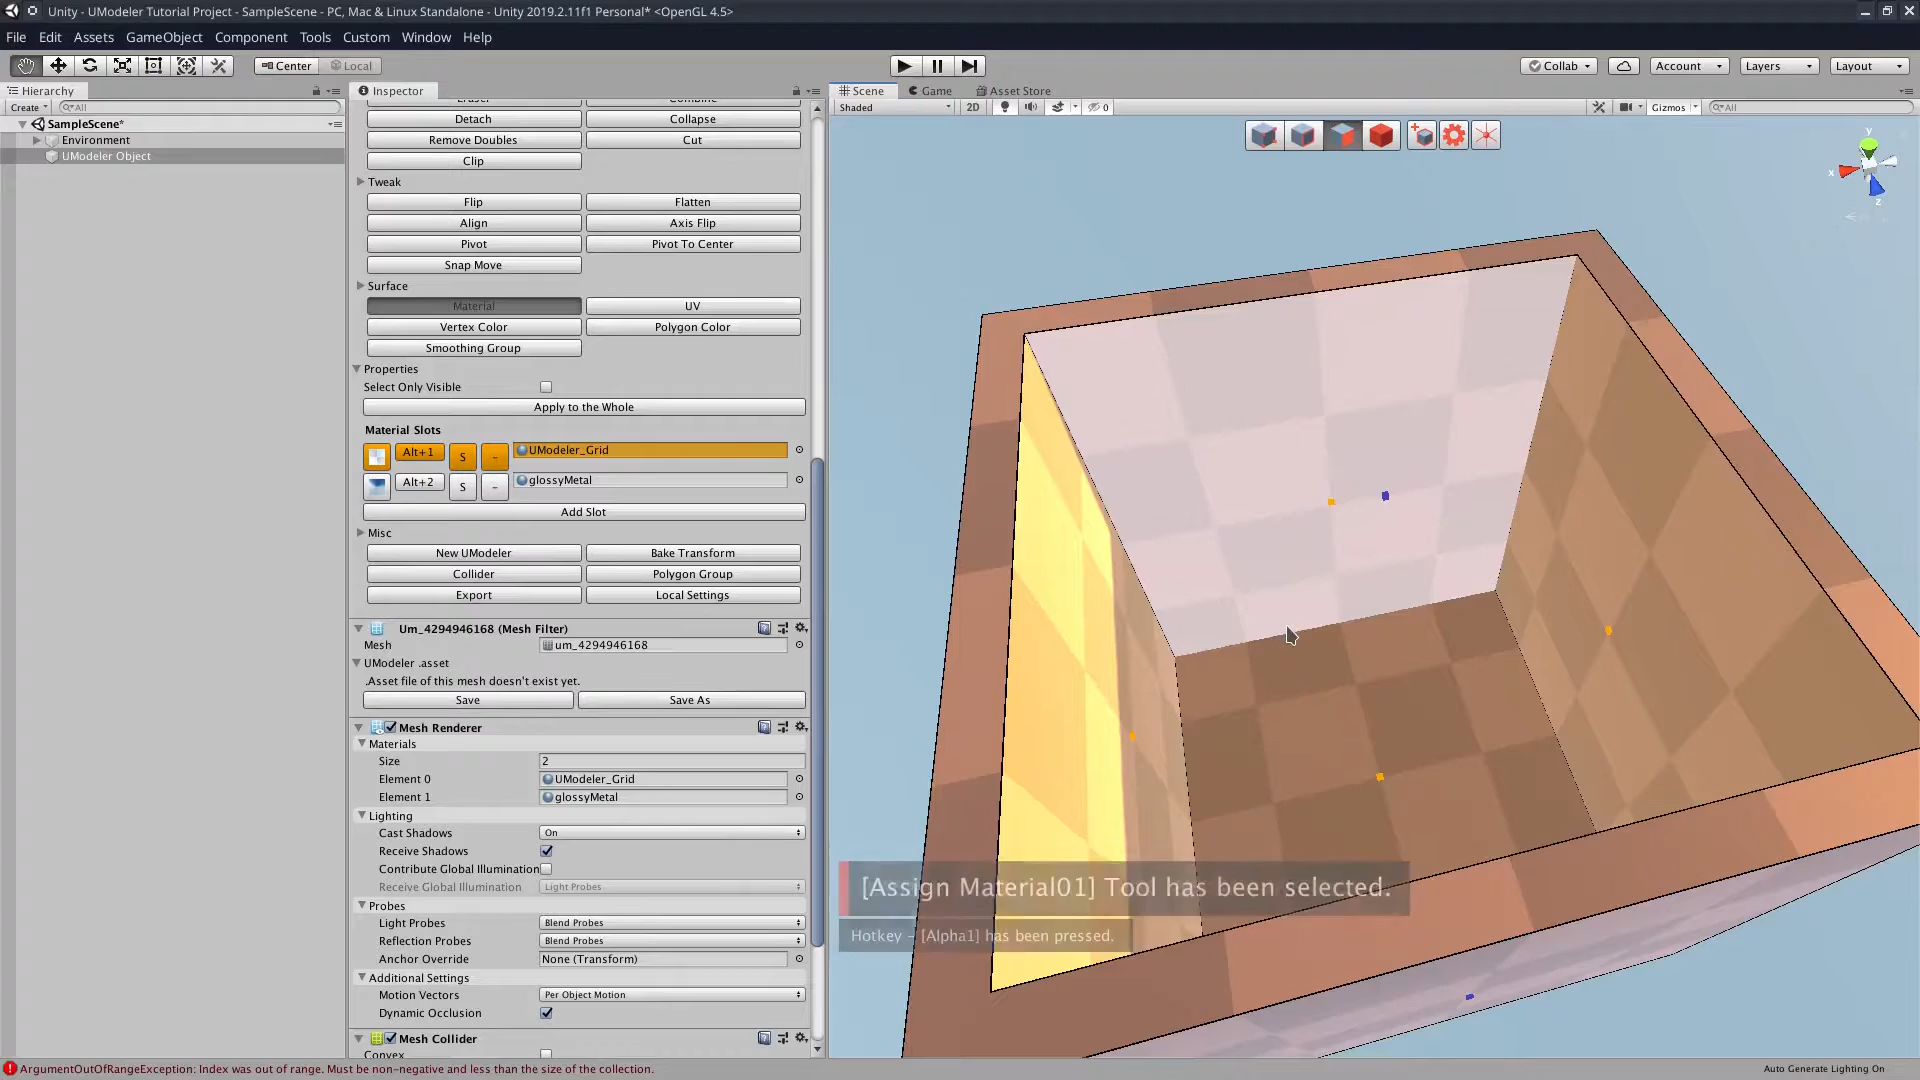 Unity - UModeler Tutorial Project - SampleScene - PC, Mac & Linux Standalone - Unity 2019.2.11f1 Personal* <OpenGL 4.5>
File Edit Assets GameObject Component Tools Custom Window Help
Center Local Collab Account Layers Layout
Hierarchy Inspector Scene Game Asset Store
Create All Shaded 2D 0 Gizmos All
SampleScene*
Environment
UModeler Object
Eraser Combine
Detach Collapse
Remove Doubles Cut
Clip
Tweak
Flip Flatten
Align Axis Flip
Pivot Pivot To Center
Snap Move
Surface
Material UV
Vertex Color Polygon Color
Smoothing Group
Properties
Select Only Visible
Apply to the Whole
Material Slots
Alt+1 S - UModeler_Grid
Alt+2 S - glossyMetal
Add Slot
Misc
New UModeler Bake Transform
Collider Polygon Group
Export Local Settings
Um_4294946168 (Mesh Filter)
Mesh um_4294946168
UModeler .asset
.Asset file of this mesh doesn't exist yet.
Save Save As
Mesh Renderer
Materials
Size 2
Element 0 UModeler_Grid
Element 1 glossyMetal
Lighting
Cast Shadows On
Receive Shadows
Contribute Global Illumination
Receive Global Illumination Light Probes
Probes
Light Probes Blend Probes
Reflection Probes Blend Probes
Anchor Override None (Transform)
Additional Settings
Motion Vectors Per Object Motion
Dynamic Occlusion
Mesh Collider
Convex
y
x
z
[Assign Material01] Tool has been selected.
Hotkey - [Alpha1] has been pressed.
ArgumentOutOfRangeException: Index was out of range. Must be non-negative and less than the size of the collection.
Auto Generate Lighting On